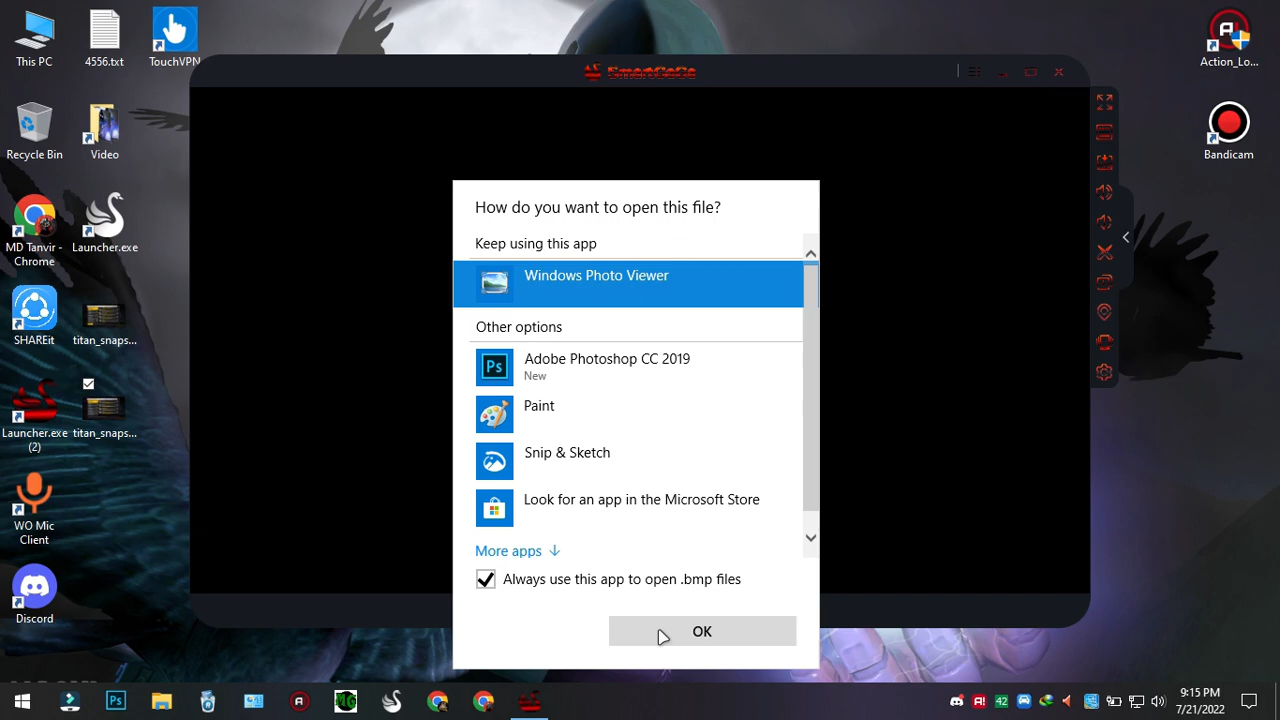 This PC
4556.txt
TouchVPN
Recycle Bin
Video
MD Tanvir -
Chrome
Launcher.exe
SHAREit
titan_snaps...
Launcher.exe
(2)
titan_snaps...
WO Mic
Client
Discord
SmartGaGa
How do you want to open this file?
Keep using this app
Windows Photo Viewer
Other options
Ps
Adobe Photoshop CC 2019
New
Paint
Snip & Sketch
Look for an app in the Microsoft Store
More apps
Always use this app to open .bmp files
OK
Action_Lo...
Bandicam
Ps
A!
42
9:15 PM
7/21/2022